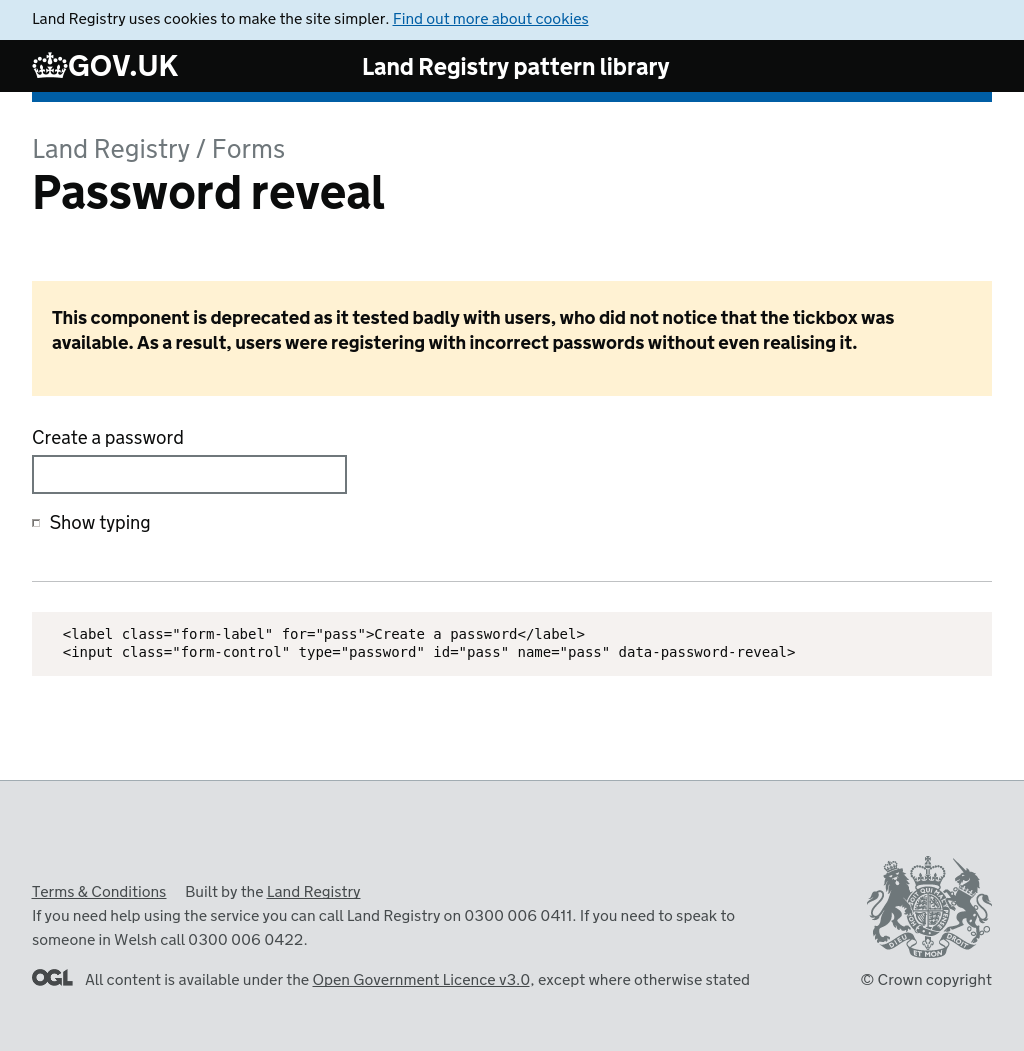 Land Registry uses cookies to make the site simpler. Find out more about cookies
GOV.UK
Land Registry pattern library
Land Registry / Forms
Password reveal
This component is deprecated as it tested badly with users, who did not notice that the tickbox was
available. As a result, users were registering with incorrect passwords without even realising it.
Create a password
Show typing
<label class="form-label" for="pass">Create a password</label>
<input class="form-control" type="password" id="pass" name="pass" data-password-reveal>
Terms & Conditions Built by the Land Registry
If you need help using the service you can call Land Registry on 0300 006 0411. If you need to speak to
someone in Welsh call 0300 006 0422.
OGL All content is available under the Open Government Licence v3.0, except where otherwise stated
DIEU ET MON DROIT
© Crown copyright